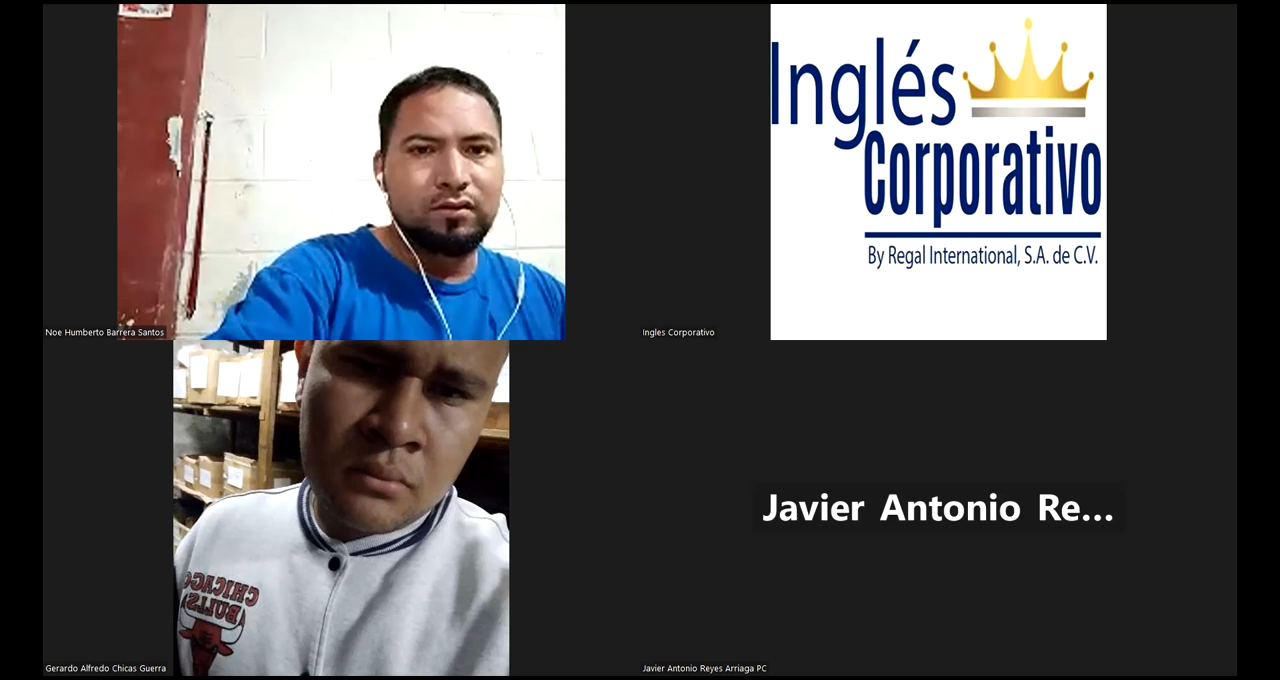 Inglés
Corporativo
By Regal International, S.A. de C.V.
Noe Humberto Barrera Santos
Ingles Corporativo
CHICAGO
BULLS
Javier Antonio Re...
Gerardo Alfredo Chicas Guerra
Javier Antonio Reyes Arriaga PC